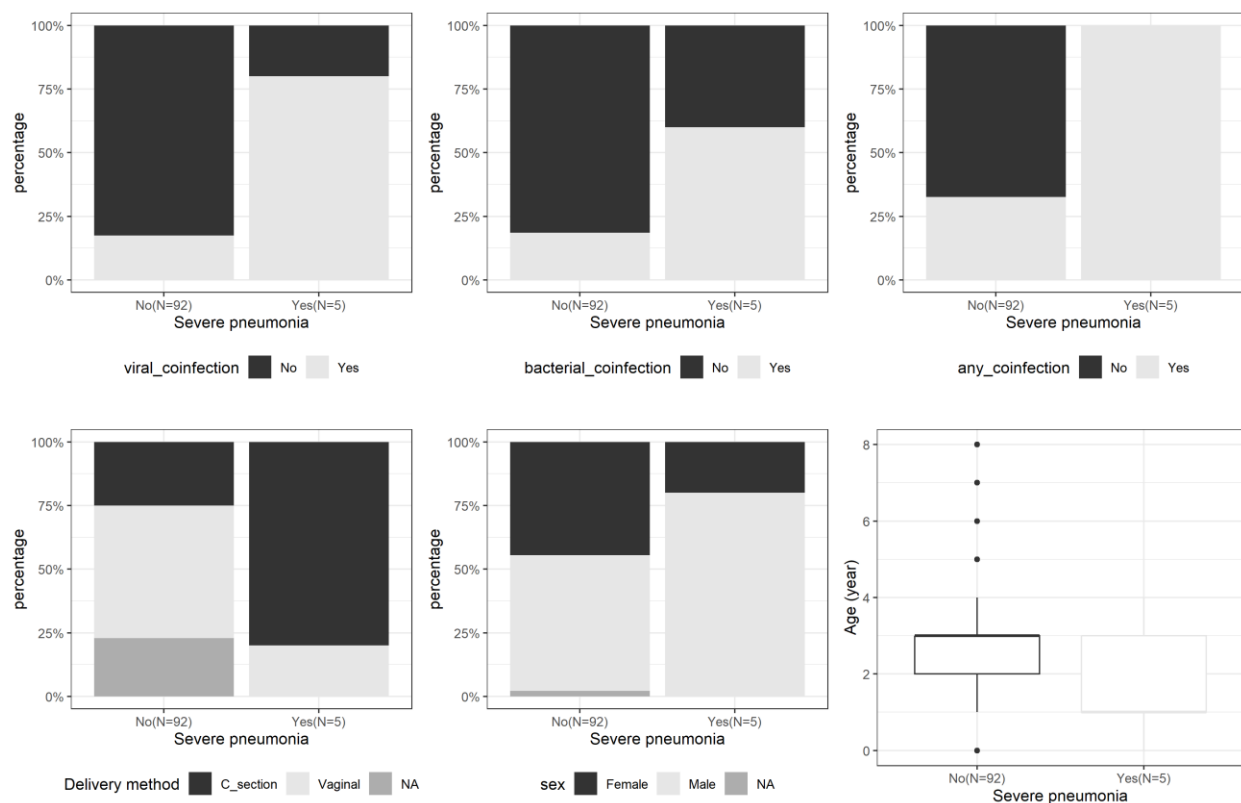 100%
75%
50%
25%
0%
percentage
No(N=92) Yes(N=5)
Severe pneumonia
viral_coinfection No Yes
100%
75%
50%
25%
0%
percentage
No(N=92) Yes(N=5)
Severe pneumonia
bacterial_coinfection No Yes
100%
75%
50%
25%
0%
percentage
No(N=92) Yes(N=5)
Severe pneumonia
any_coinfection No Yes
100%
75%
50%
25%
0%
percentage
No(N=92) Yes(N=5)
Severe pneumonia
Delivery method C_section Vaginal NA
100%
75%
50%
25%
0%
percentage
No(N=92) Yes(N=5)
Severe pneumonia
sex Female Male NA
8
6
4
2
0
Age (year)
No(N=92) Yes(N=5)
Severe pneumonia